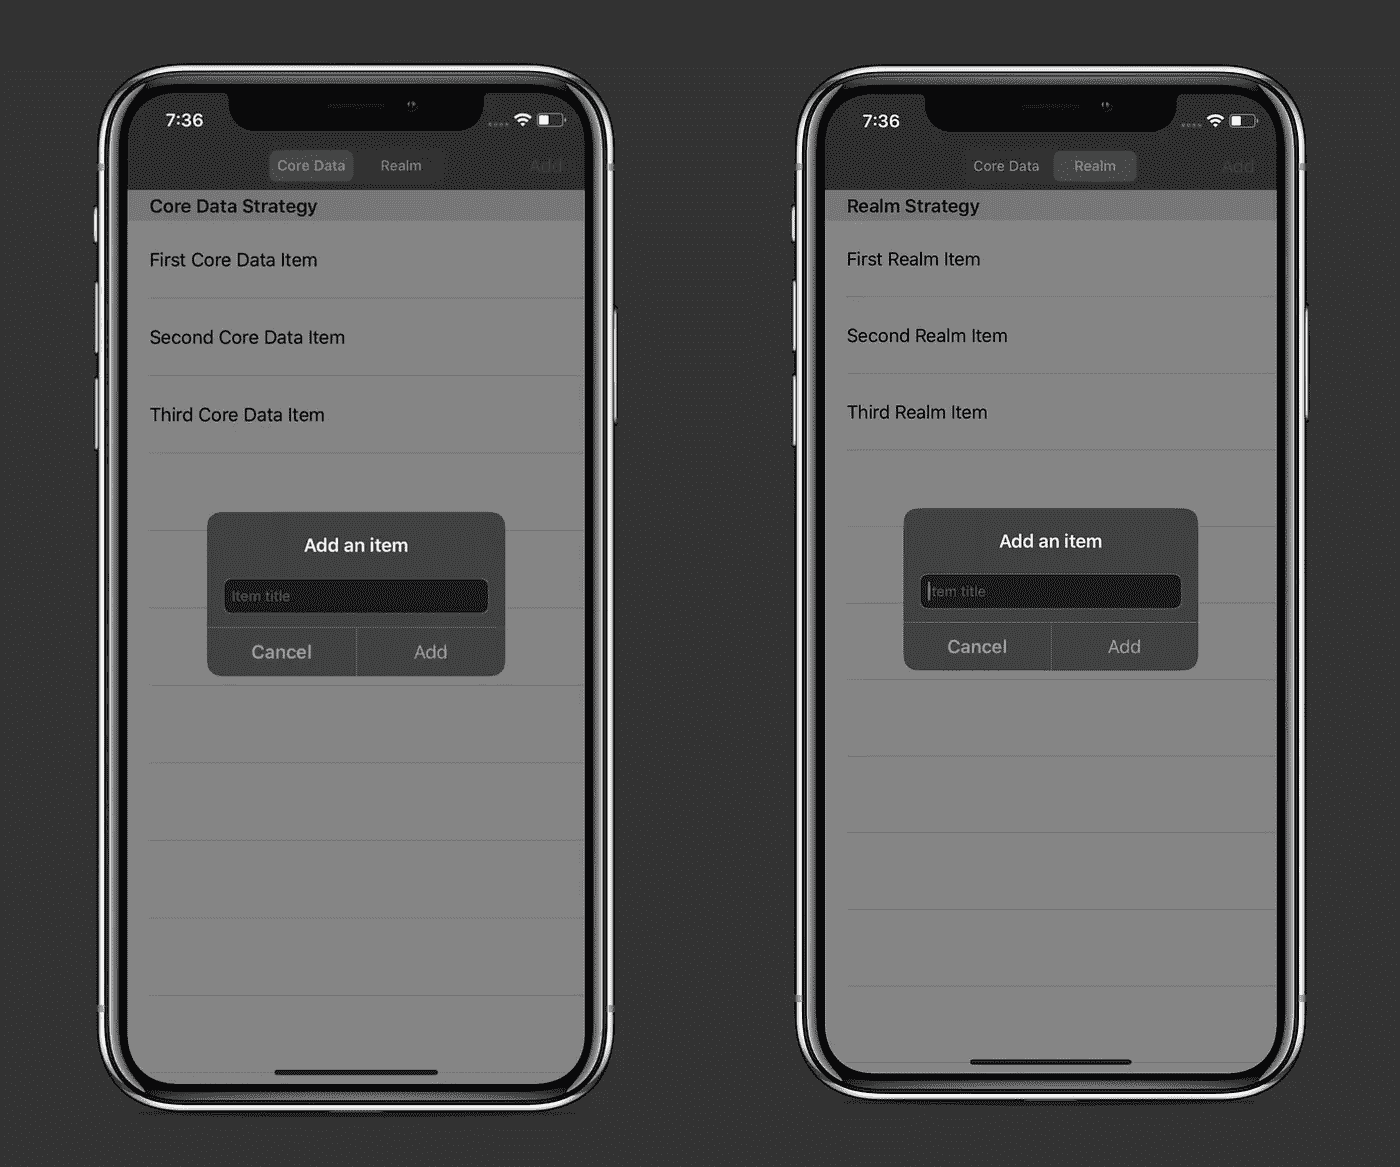 7:36
Core Data Realm Add
Core Data Strategy
First Core Data Item
Second Core Data Item
Third Core Data Item
Add an item
Item title
Cancel Add
7:36
Core Data Realm Add
Realm Strategy
First Realm Item
Second Realm Item
Third Realm Item
Add an item
Item title
Cancel Add